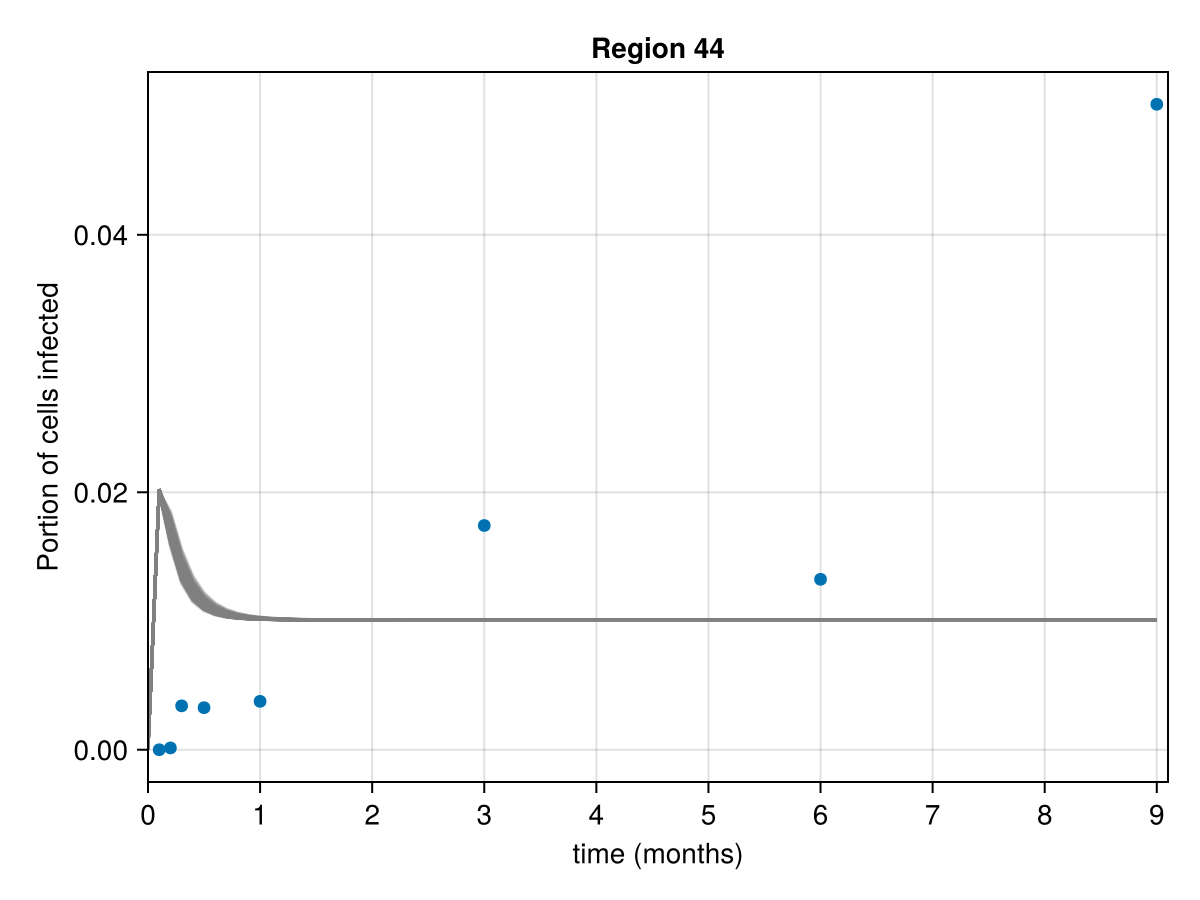 Region 44
Portion of cells infected
0.04
0.02
0.00
0 1 2 3 4 5 6 7 8 9
time (months)